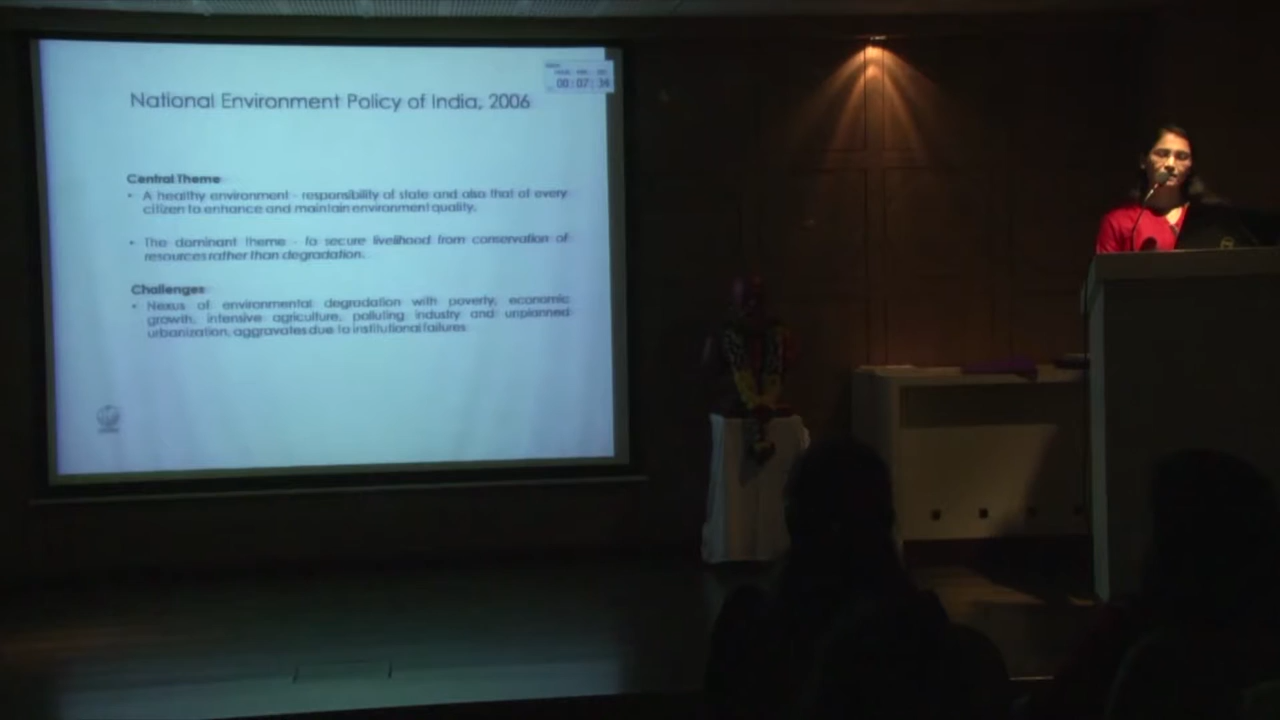 00:07:34
National Environment Policy of India, 2006
Central Theme
• A healthy environment - responsibility of state and also that of every
citizen to enhance and maintain environment quality.
• The dominant theme - to secure livelihood from conservation of
resources rather than degradation.
Challenges
• Nexus of environmental degradation with poverty, economic
growth, intensive agriculture, polluting industry and unplanned
urbanization, aggravates due to institutional failures